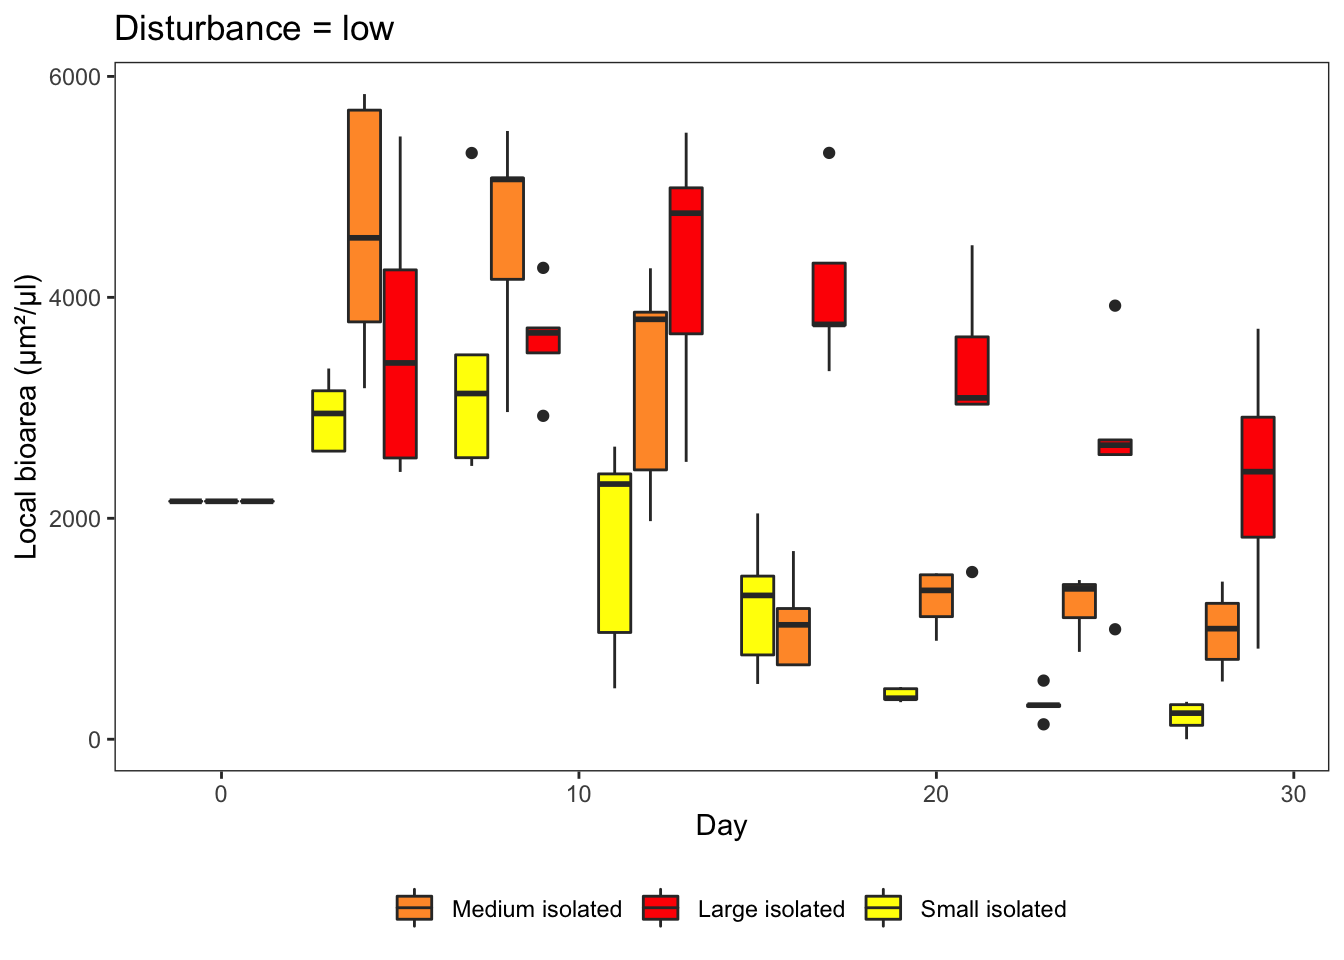 Disturbance = low
6000
4000
2000
0
Local bioarea (μm²/μl)
0 10 20 30
Day
Medium isolated Large isolated Small isolated